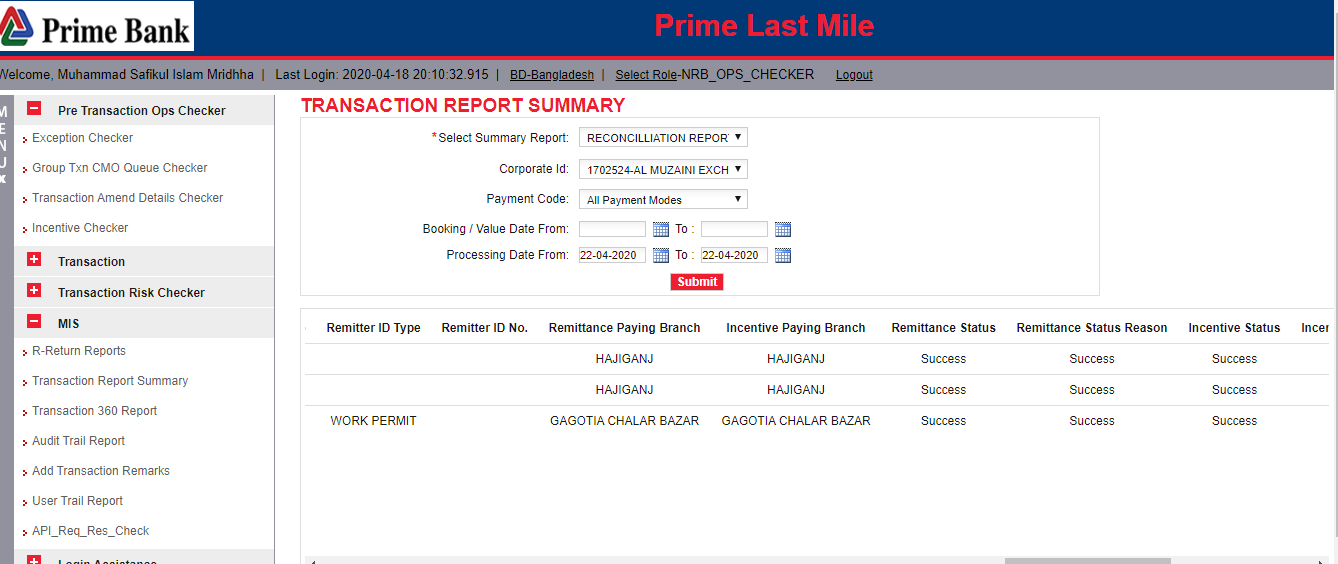 Prime Bank
Prime Last Mile
Welcome, Muhammad Safikul Islam Mridhha | Last Login: 2020-04-18 20:10:32.915 | BD-Bangladesh | Select Role-NRB_OPS_CHECKER Logout
MENU x
Pre Transaction Ops Checker
Exception Checker
Group Txn CMO Queue Checker
Transaction Amend Details Checker
Incentive Checker
Transaction
Transaction Risk Checker
MIS
R-Return Reports
Transaction Report Summary
Transaction 360 Report
Audit Trail Report
Add Transaction Remarks
User Trail Report
API_Req_Res_Check
Login Assistance
TRANSACTION REPORT SUMMARY
*Select Summary Report: RECONCILLIATION REPOR
Corporate Id: 1702524-AL MUZAINI EXCH
Payment Code: All Payment Modes
Booking / Value Date From: To :
Processing Date From: 22-04-2020 To : 22-04-2020
Submit
Remitter ID Type Remitter ID No. Remittance Paying Branch Incentive Paying Branch Remittance Status Remittance Status Reason Incentive Status Incer
HAJIGANJ HAJIGANJ Success Success Success
HAJIGANJ HAJIGANJ Success Success Success
WORK PERMIT GAGOTIA CHALAR BAZAR GAGOTIA CHALAR BAZAR Success Success Success